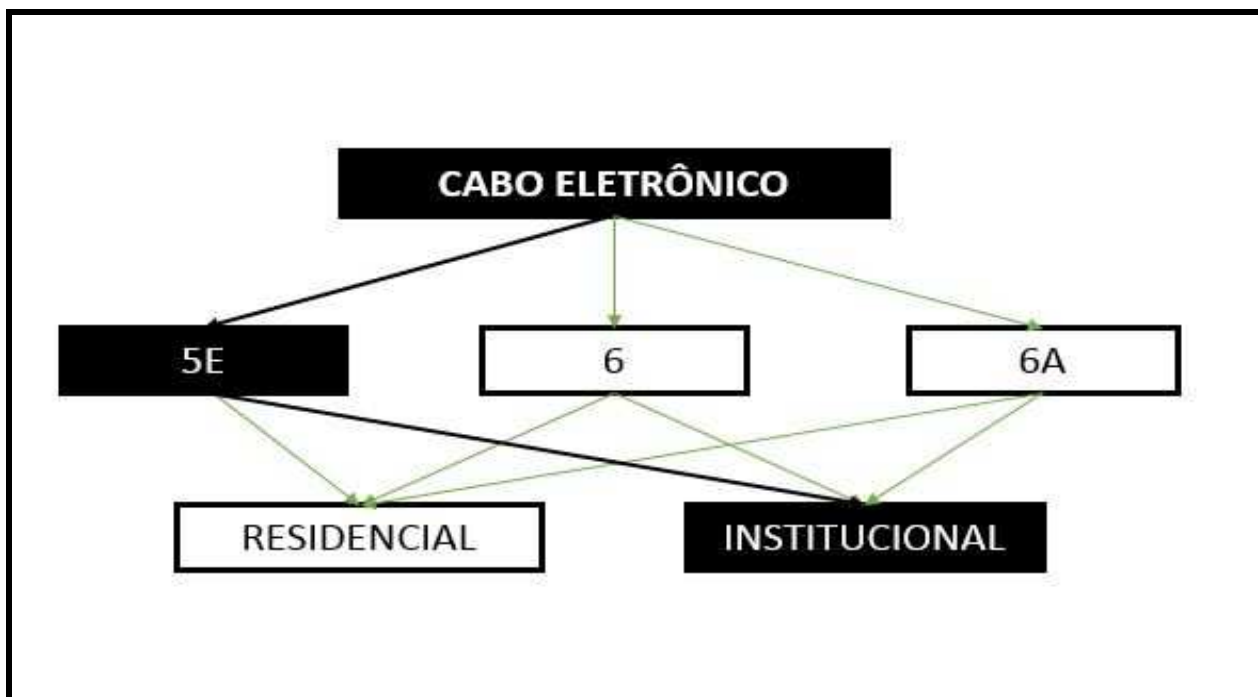 CABO ELETRÔNICO
5E
6
6A
RESIDENCIAL
INSTITUCIONAL